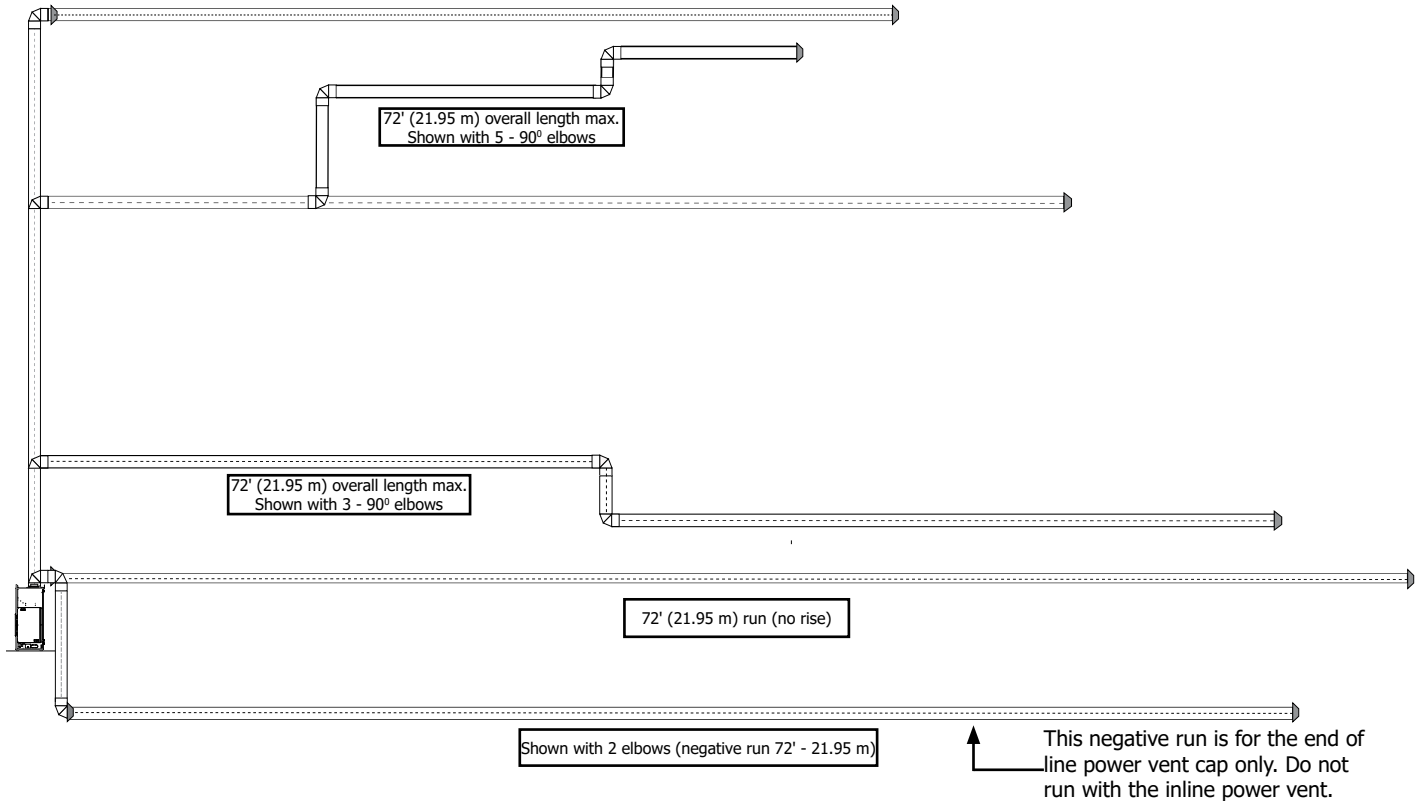 72' (21.95 m) overall length max.
Shown with 5 - 90⁰ elbows
72' (21.95 m) overall length max.
Shown with 3 - 90⁰ elbows
72' (21.95 m) run (no rise)
Shown with 2 elbows (negative run 72' - 21.95 m)
This negative run is for the end of
line power vent cap only. Do not
run with the inline power vent.